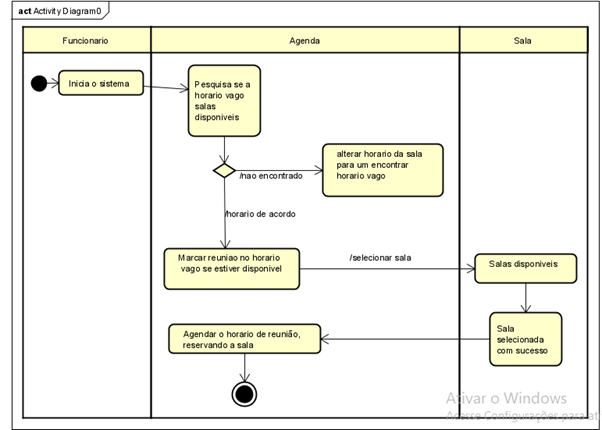 act Activity Diagram0
Funcionario
Agenda
Sala
Inicia o sistema
Pesquisa se a
horario vago
salas
disponiveis
/nao encontrado
alterar horario da sala
para um encontrar
horario vago
/horario de acordo
Marcar reuniao no horario
vago se estiver disponivel
/selecionar sala
Salas disponiveis
Sala
selecionada
com sucesso
Agendar o horario de reunião,
reservando a sala
Ativar o Windows
Acesse Configurações para at